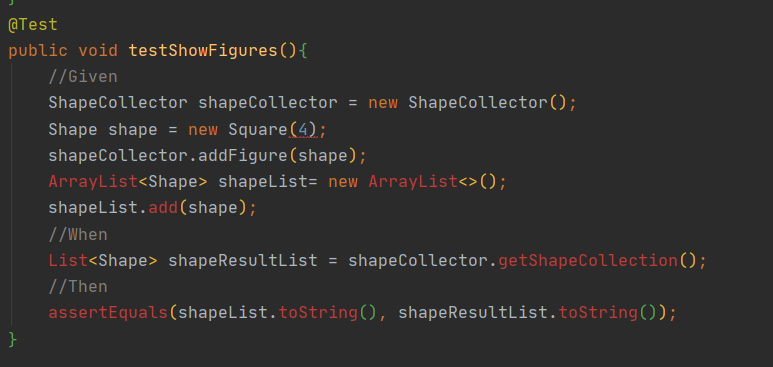 }
@Test
public void testShowFigures(){
    //Given
    ShapeCollector shapeCollector = new ShapeCollector();
    Shape shape = new Square(4);
    shapeCollector.addFigure(shape);
    ArrayList<Shape> shapeList= new ArrayList<>();
    shapeList.add(shape);
    //When
    List<Shape> shapeResultList = shapeCollector.getShapeCollection();
    //Then
    assertEquals(shapeList.toString(), shapeResultList.toString());
}